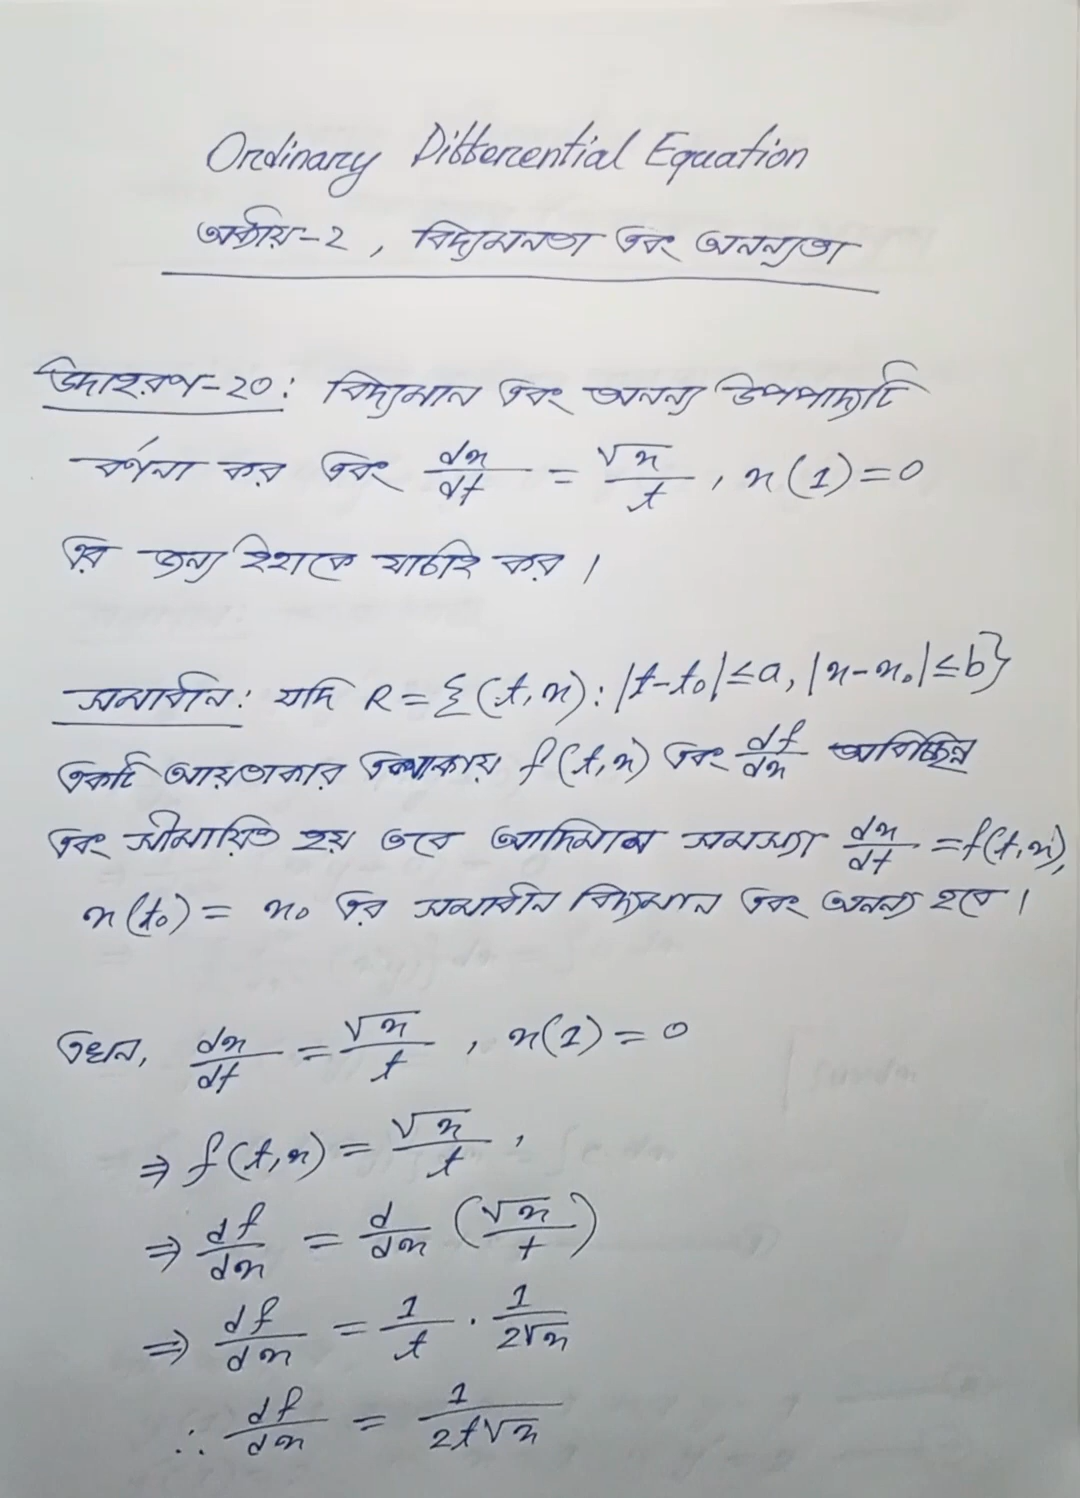 Ordinary Differential Equation
অধ্যায়-2, বিদ্যমানতা এবং অনন্যতা
উদাহরণ-20: বিদ্যমান এবং অনন্য উপপাদ্যটি
বর্ণনা কর এবং dx/dt = √x/t, x(1)=0
এর জন্য ইহাকে যাচাই কর।
সমাধান: যদি R={(t,x): |t-t₀|≤a, |x-x₀|≤b}
একটি আয়তাকার এলাকায় f(t,x) এবং df/dx অবিচ্ছিন্ন
এবং সীমায়িত হয় তবে আদিমান সমস্যা dx/dt =f(t,x),
x(t₀) = x₀ এর সমাধান বিদ্যমান এবং অনন্য হবে।
এখন, dx/dt = √x/t, x(1)=0
⇒ f(t,x) = √x/t,
⇒ df/dx = d/dx (√x/t)
⇒ df/dx = 1/t · 1/2√x
∴ df/dx = 1/2t√x